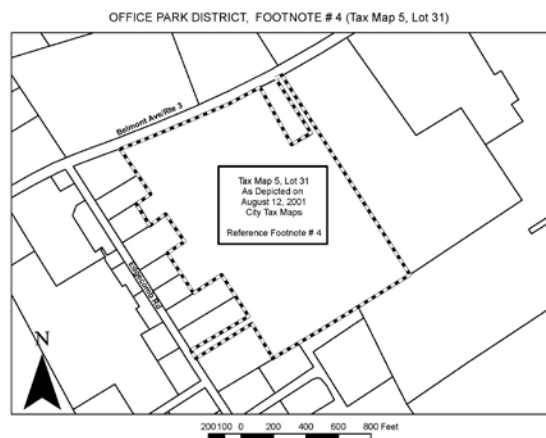 OFFICE PARK DISTRICT, FOOTNOTE # 4 (Tax Map 5, Lot 31)
Belmont Ave/Rte 3
Tax Map 5, Lot 31
As Depicted on
August 12, 2001
City Tax Maps
Reference Footnote # 4
Edgecomb Rd
N
200 100 0 200 400 600 800 Feet